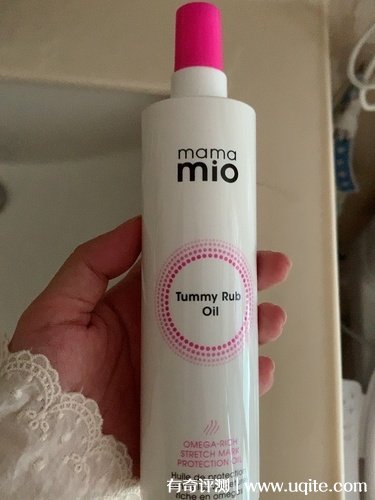 mama
mio
Tummy Rub
Oil
OMEGA-RICH
STRETCH MARK
PROTECTION OIL
Huile de protection
riche en omega
有奇评测 | www.uqite.com